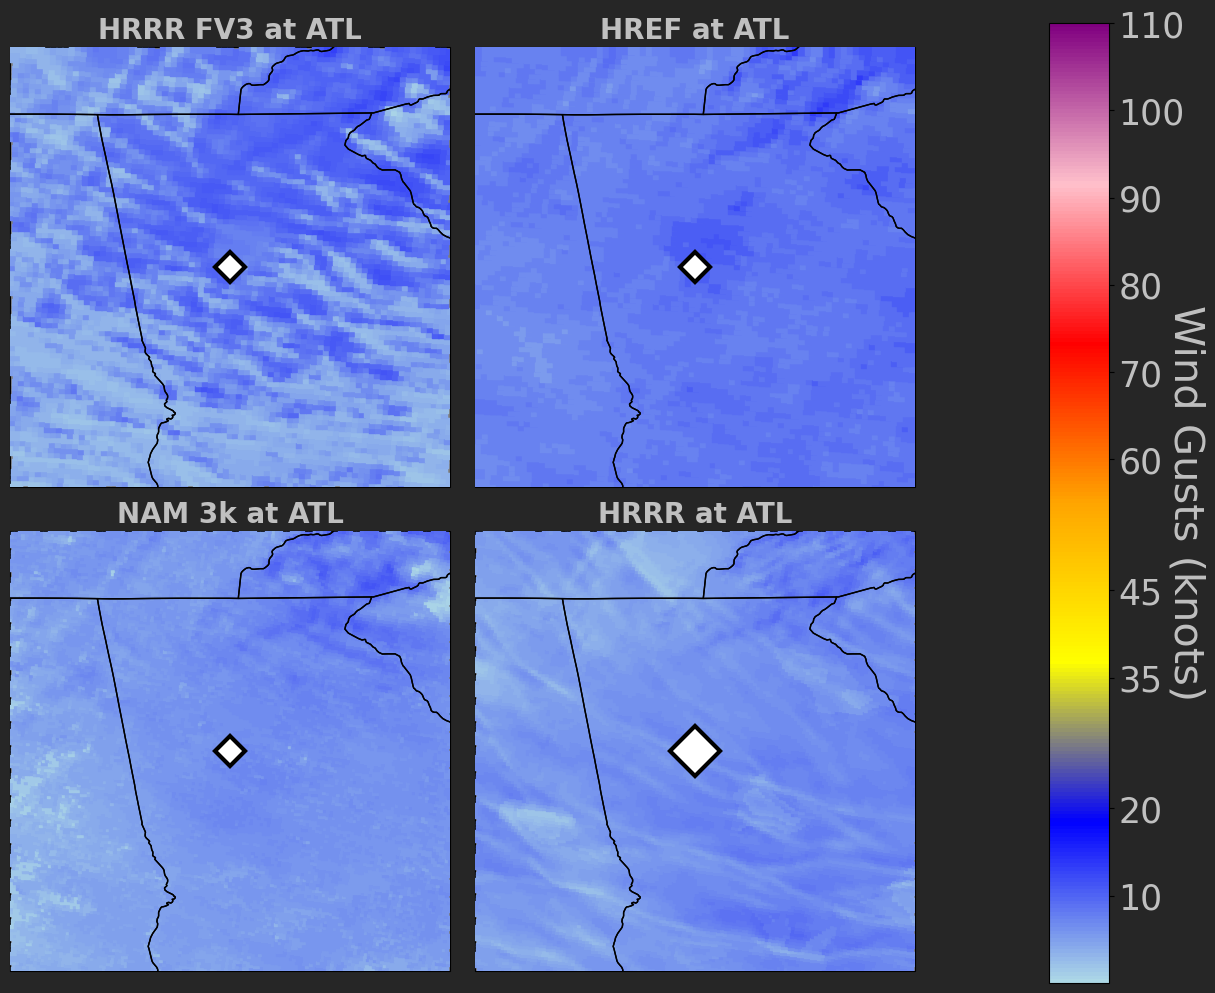 HRRR FV3 at ATL
HREF at ATL
NAM 3k at ATL
HRRR at ATL
110
100
90
80
70
60
45
35
20
10
Wind Gusts (knots)